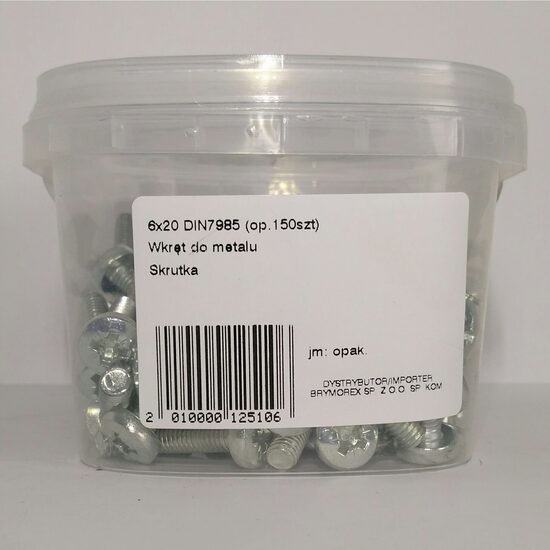 6x20 DIN7985 (op.150szt)
Wkręt do metalu
Skrutka
jm: opak.
DYSTRYBUTOR/IMPORTER
BRYMOREX SP. Z O.O. SP. KOM
2 010000 125106